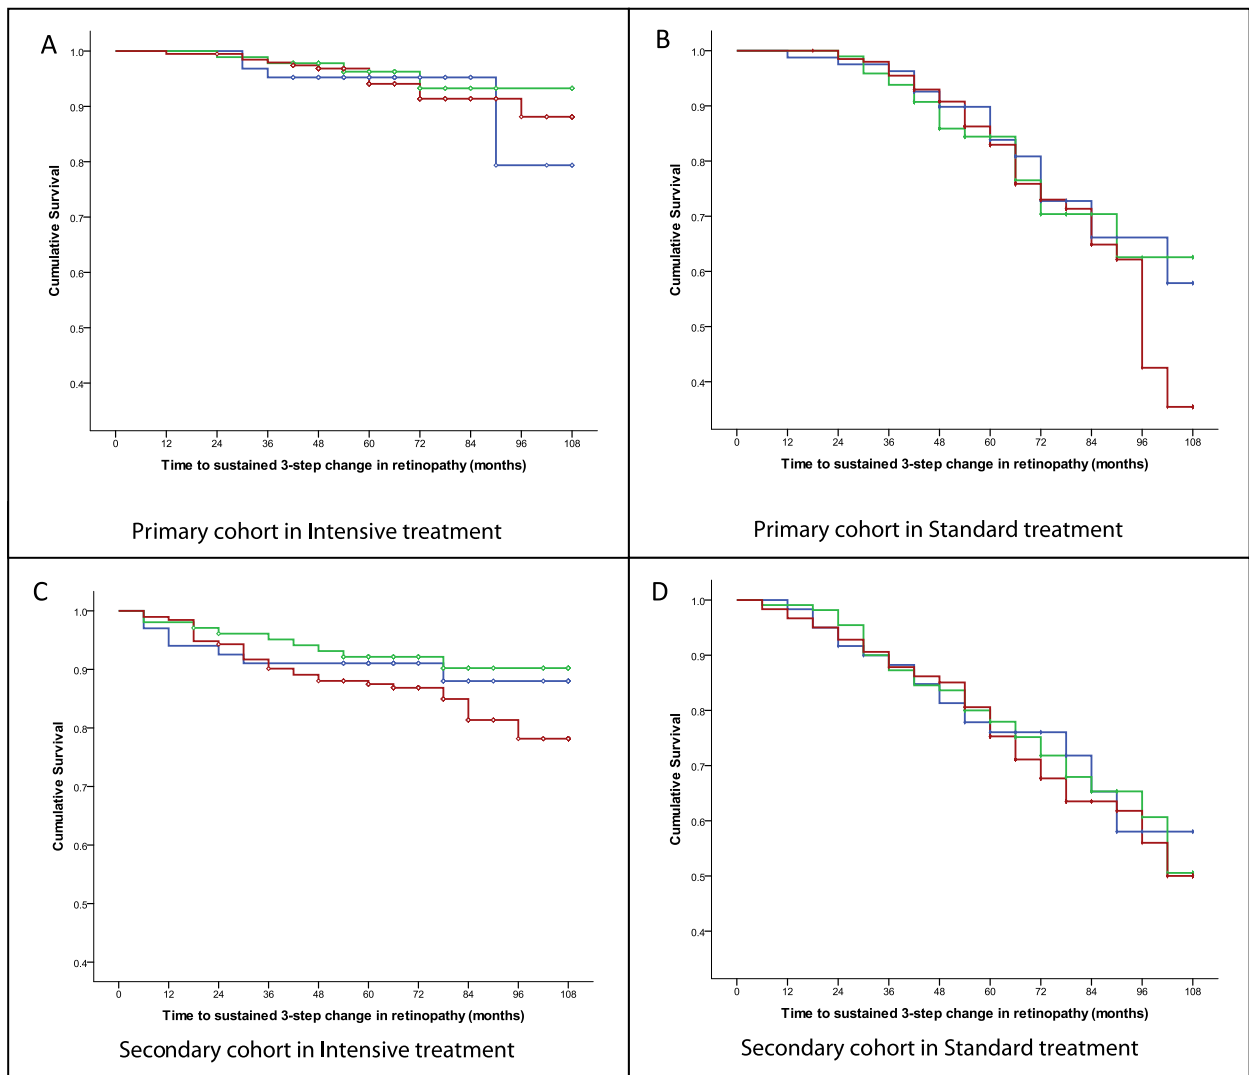 A
Cumulative Survival
1.0
0.9
0.8
0.7
0.6
0.5
0.4
0 12 24 36 48 60 72 84 96 108
Time to sustained 3-step change in retinopathy (months)
Primary cohort in Intensive treatment
B
Cumulative Survival
1.0
0.9
0.8
0.7
0.6
0.5
0.4
0 12 24 36 48 60 72 84 96 108
Time to sustained 3-step change in retinopathy (months)
Primary cohort in Standard treatment
C
Cumulative Survival
1.0
0.9
0.8
0.7
0.6
0.5
0.4
0 12 24 36 48 60 72 84 96 108
Time to sustained 3-step change in retinopathy (months)
Secondary cohort in Intensive treatment
D
Cumulative Survival
1.0
0.9
0.8
0.7
0.6
0.5
0.4
0 12 24 36 48 60 72 84 96 108
Time to sustained 3-step change in retinopathy (months)
Secondary cohort in Standard treatment